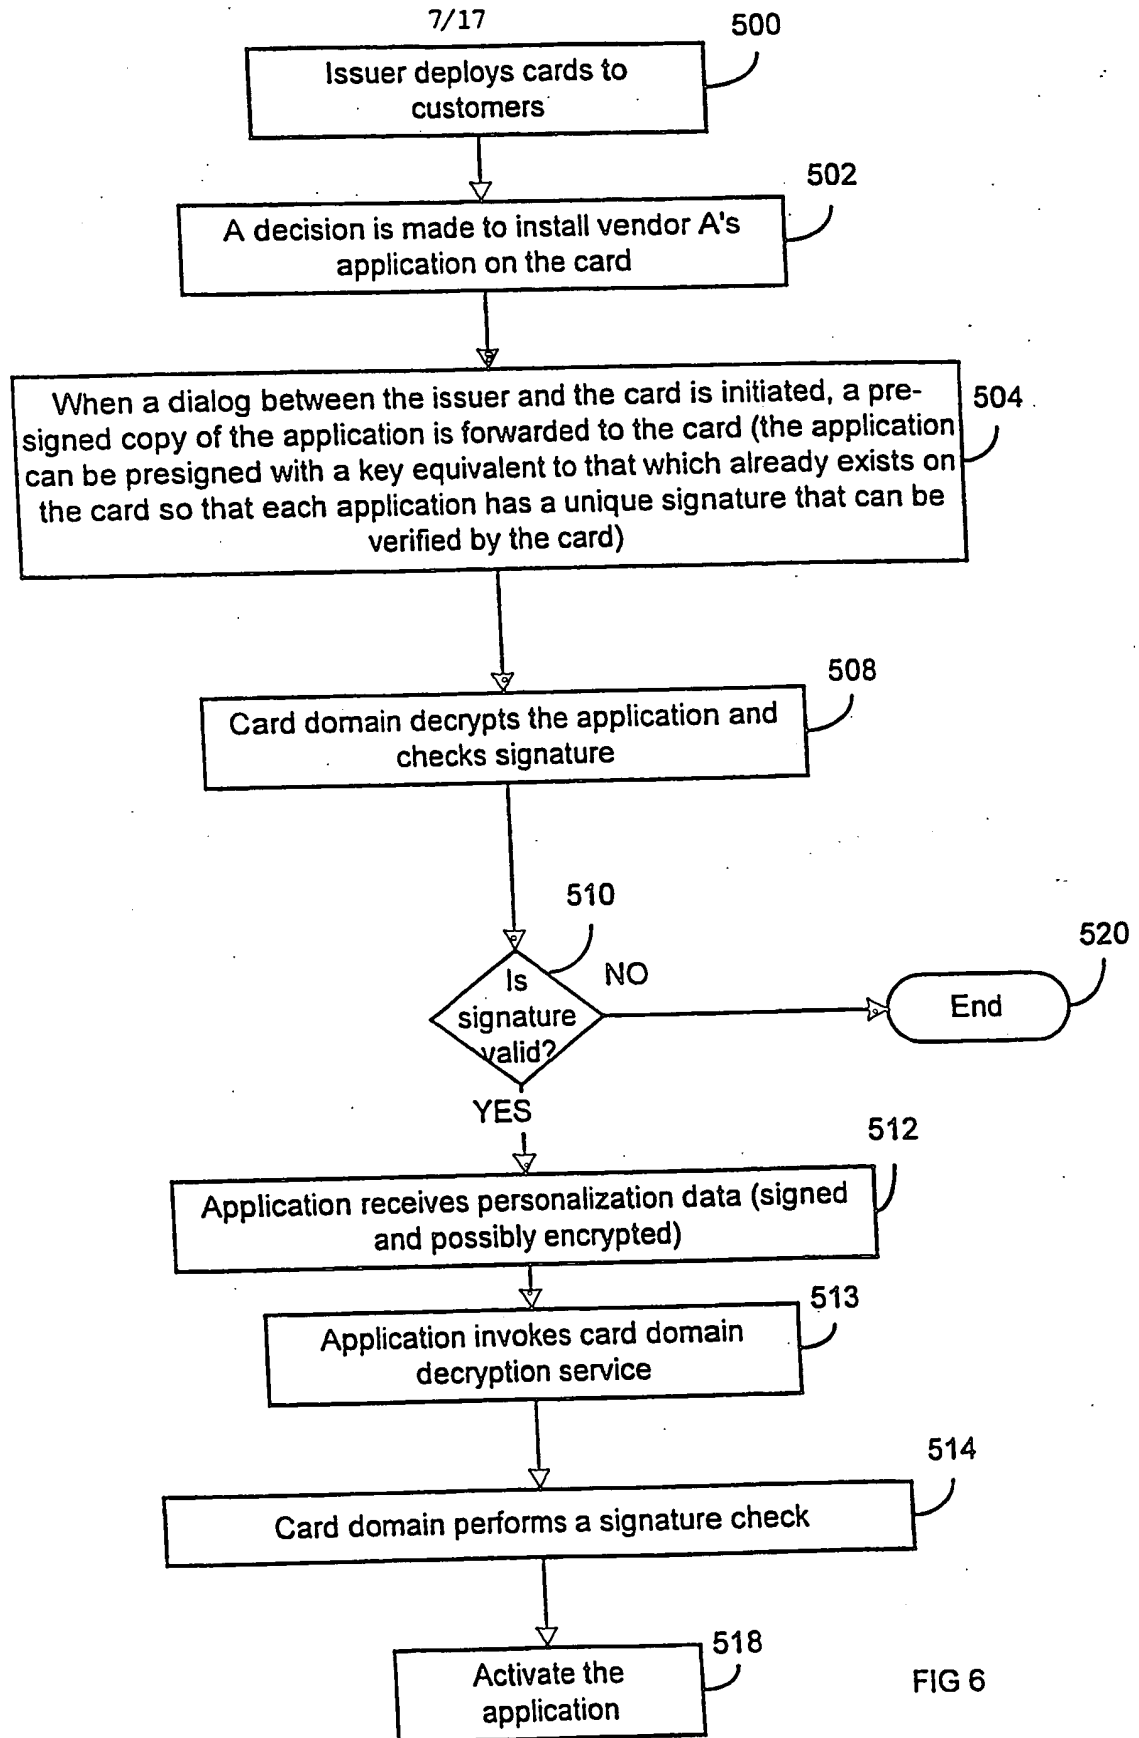 7/17
500
Issuer deploys cards to
customers
502
A decision is made to install vendor A's
application on the card
504
When a dialog between the issuer and the card is initiated, a pre-
signed copy of the application is forwarded to the card (the application
can be presigned with a key equivalent to that which already exists on
the card so that each application has a unique signature that can be
verified by the card)
508
Card domain decrypts the application and
checks signature
510
Is
signature
valid?
NO
520
End
YES
512
Application receives personalization data (signed
and possibly encrypted)
513
Application invokes card domain
decryption service
514
Card domain performs a signature check
518
Activate the
application
FIG 6